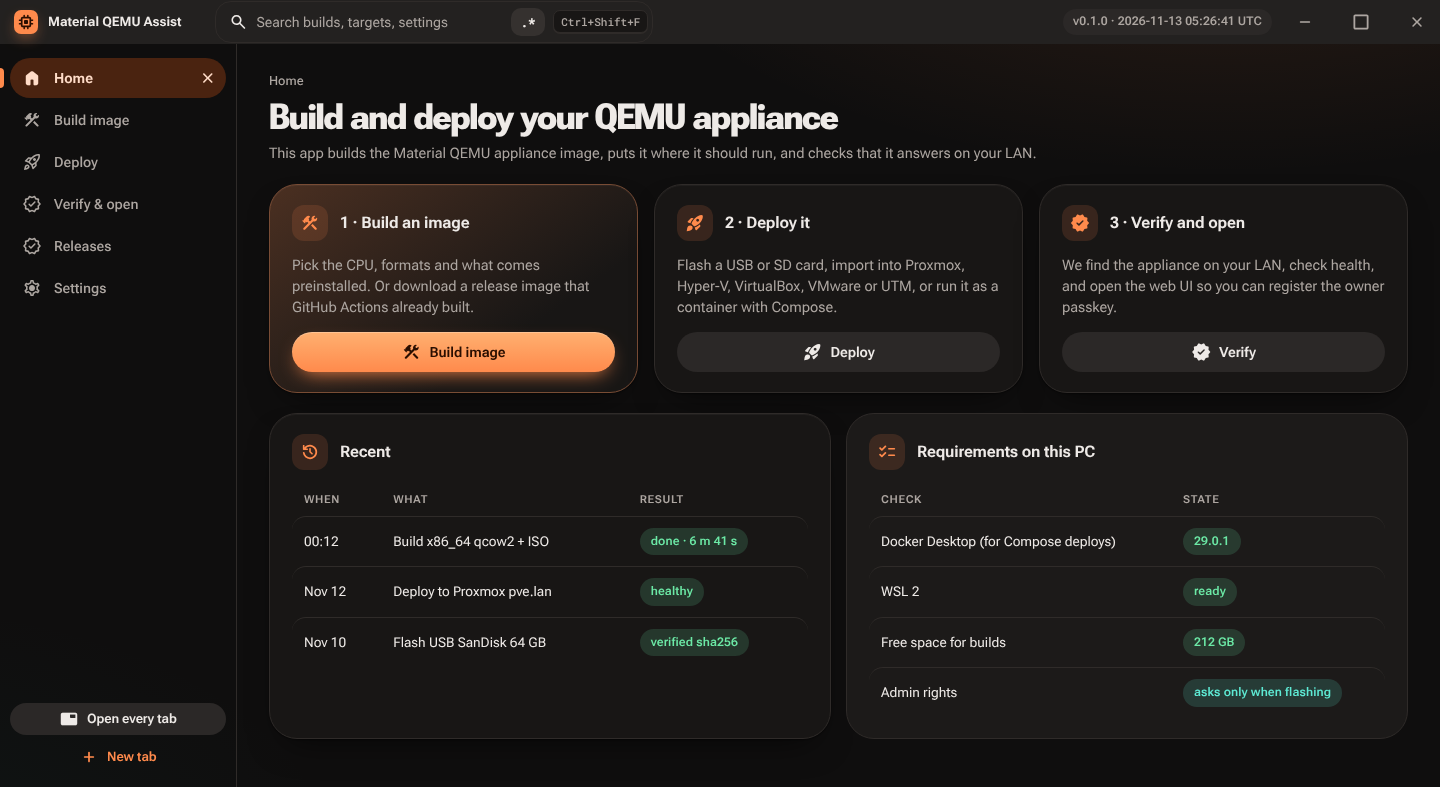 Material QEMU Assist
Search builds, targets, settings
.*
Ctrl+Shift+F
v0.1.0 · 2026-11-13 05:26:41 UTC
Home
Build image
Deploy
Verify & open
Releases
Settings
Open every tab
New tab
Home
Build and deploy your QEMU appliance
This app builds the Material QEMU appliance image, puts it where it should run, and checks that it answers on your LAN.
1 · Build an image
Pick the CPU, formats and what comes
preinstalled. Or download a release image that
GitHub Actions already built.
Build image
2 · Deploy it
Flash a USB or SD card, import into Proxmox,
Hyper-V, VirtualBox, VMware or UTM, or run it as a
container with Compose.
Deploy
3 · Verify and open
We find the appliance on your LAN, check health,
and open the web UI so you can register the owner
passkey.
Verify
Recent
WHEN WHAT RESULT
00:12 Build x86_64 qcow2 + ISO done · 6 m 41 s
Nov 12 Deploy to Proxmox pve.lan healthy
Nov 10 Flash USB SanDisk 64 GB verified sha256
Requirements on this PC
CHECK STATE
Docker Desktop (for Compose deploys) 29.0.1
WSL 2 ready
Free space for builds 212 GB
Admin rights asks only when flashing